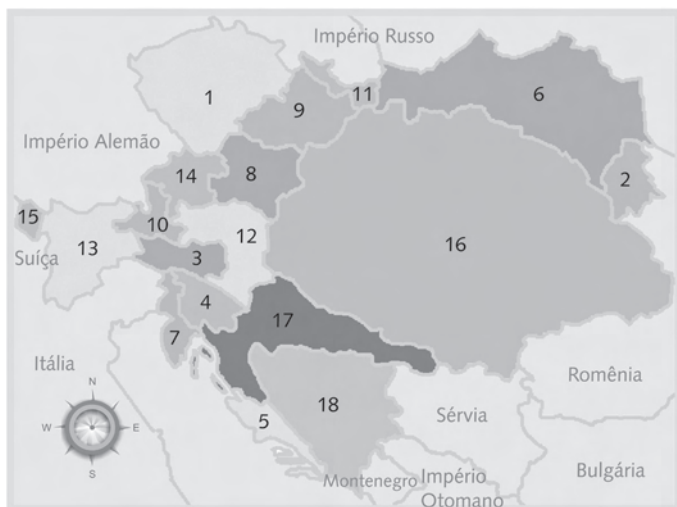 Império Russo
1
6
11
9
Império Alemão
14
8
2
15
10
12
13
3
16
Suíça
4
17
7
Itália
Romênia
N
18
Sérvia
5
W
E
S
Bulgária
Montenegro
Império
Otomano